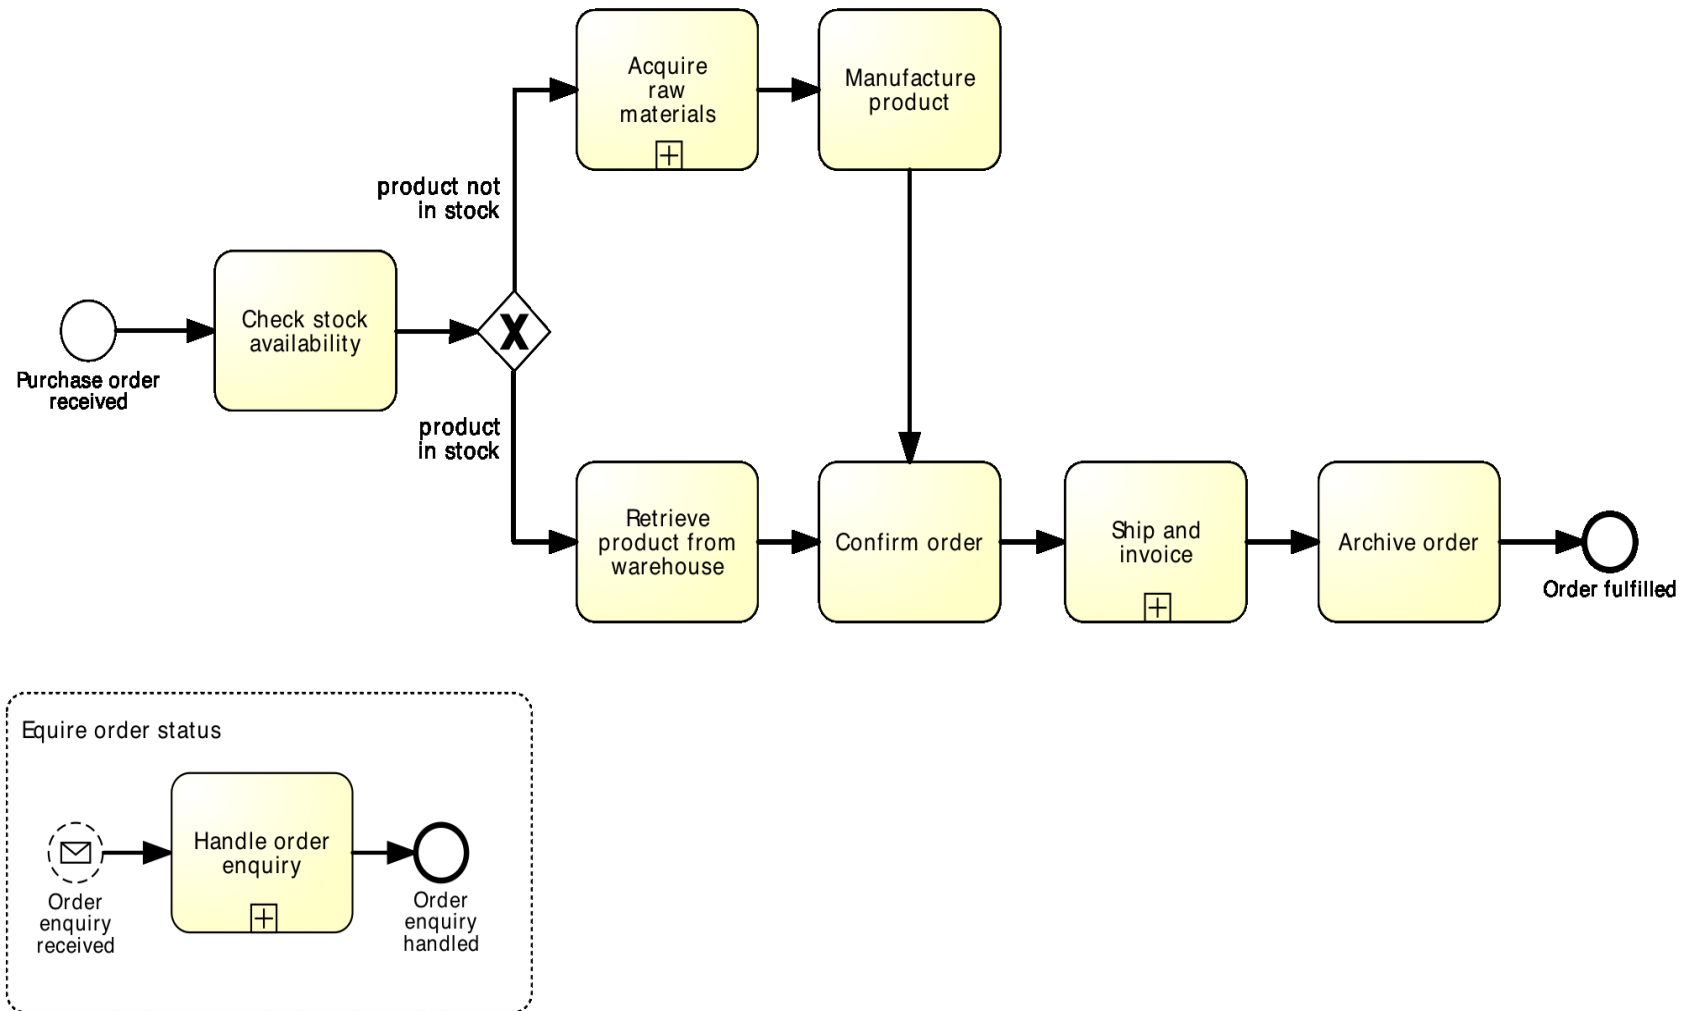 Acquire
raw
materials
Manufacture
product
product not
in stock
Check stock
availability
X
Purchase order
received
product
in stock
Retrieve
product from
warehouse
Confirm order
Ship and
invoice
Archive order
Order fulfilled
Equire order status
Handle order
enquiry
Order
enquiry
received
Order
enquiry
handled